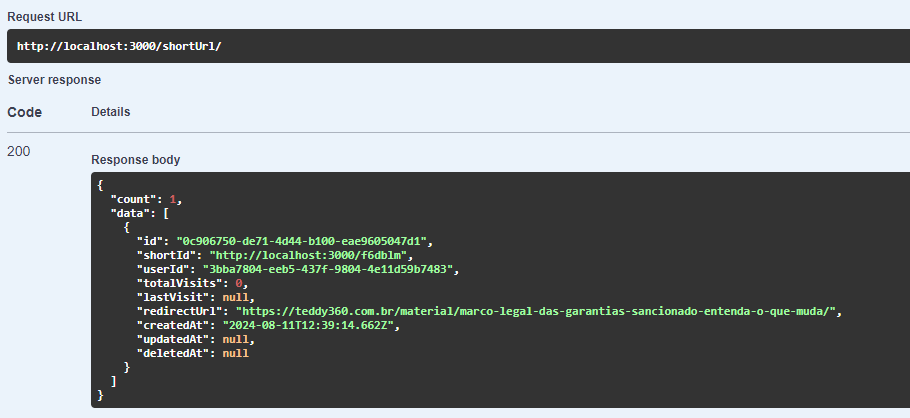 Request URL
http://localhost:3000/shortUrl/
Server response
Code Details
200
Response body
{
"count": 1,
"data": [
{
"id": "0c906750-de71-4d44-b100-eae9605047d1",
"shortId": "http://localhost:3000/f6dblm",
"userId": "3bba7804-eeb5-437f-9804-4e11d59b7483",
"totalVisits": 0,
"lastVisit": null,
"redirectUrl": "https://teddy360.com.br/material/marco-legal-das-garantias-sancionado-entenda-o-que-muda/",
"createdAt": "2024-08-11T12:39:14.662Z",
"updatedAt": null,
"deletedAt": null
}
]
}